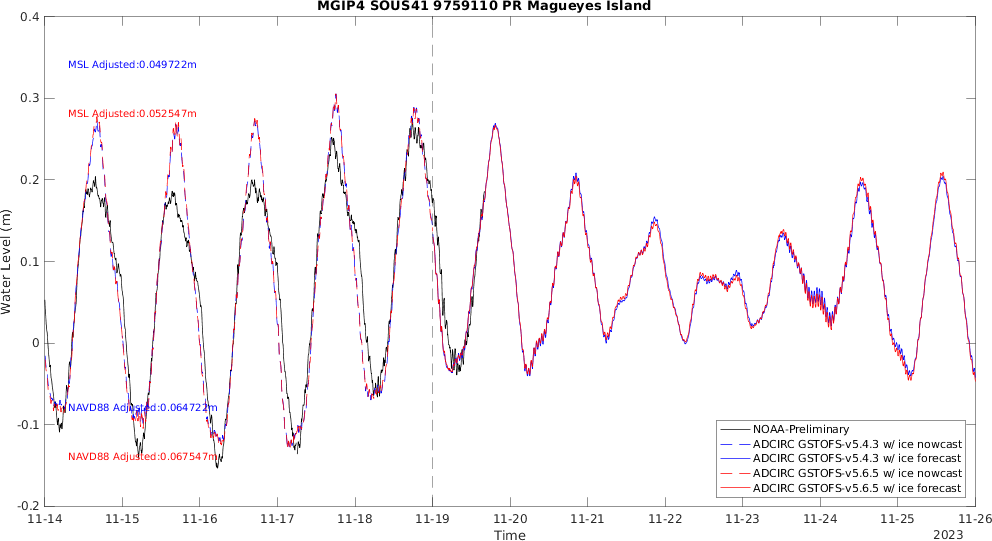 MGIP4 SOUS41 9759110 PR Magueyes Island
0.4
0.3
0.2
0.1
0
-0.1
-0.2
Water Level (m)
MSL Adjusted:0.049722m
MSL Adjusted:0.052547m
NAVD88 Adjusted:0.064722m
NAVD88 Adjusted:0.067547m
NOAA-Preliminary
ADCIRC GSTOFS-v5.4.3 w/ ice nowcast
ADCIRC GSTOFS-v5.4.3 w/ ice forecast
ADCIRC GSTOFS-v5.6.5 w/ ice nowcast
ADCIRC GSTOFS-v5.6.5 w/ ice forecast
11-14 11-15 11-16 11-17 11-18 11-19 11-20 11-21 11-22 11-23 11-24 11-25 11-26
Time
2023